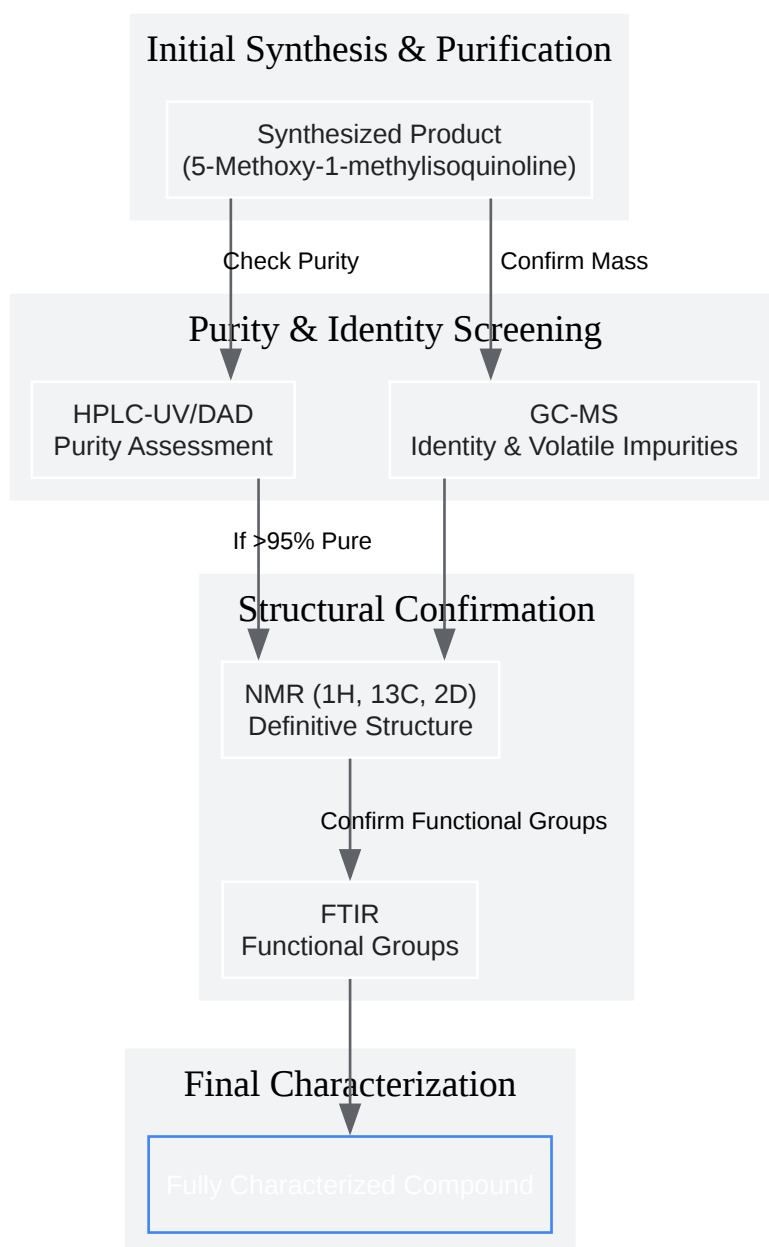 Initial Synthesis & Purification
Synthesized Product
(5-Methoxy-1-methylisoquinoline)
Check Purity
Confirm Mass
Purity & Identity Screening
HPLC-UV/DAD
Purity Assessment
GC-MS
Identity & Volatile Impurities
If >95% Pure
Structural Confirmation
NMR (1H, 13C, 2D)
Definitive Structure
Confirm Functional Groups
FTIR
Functional Groups
Final Characterization
Fully Characterized Compound